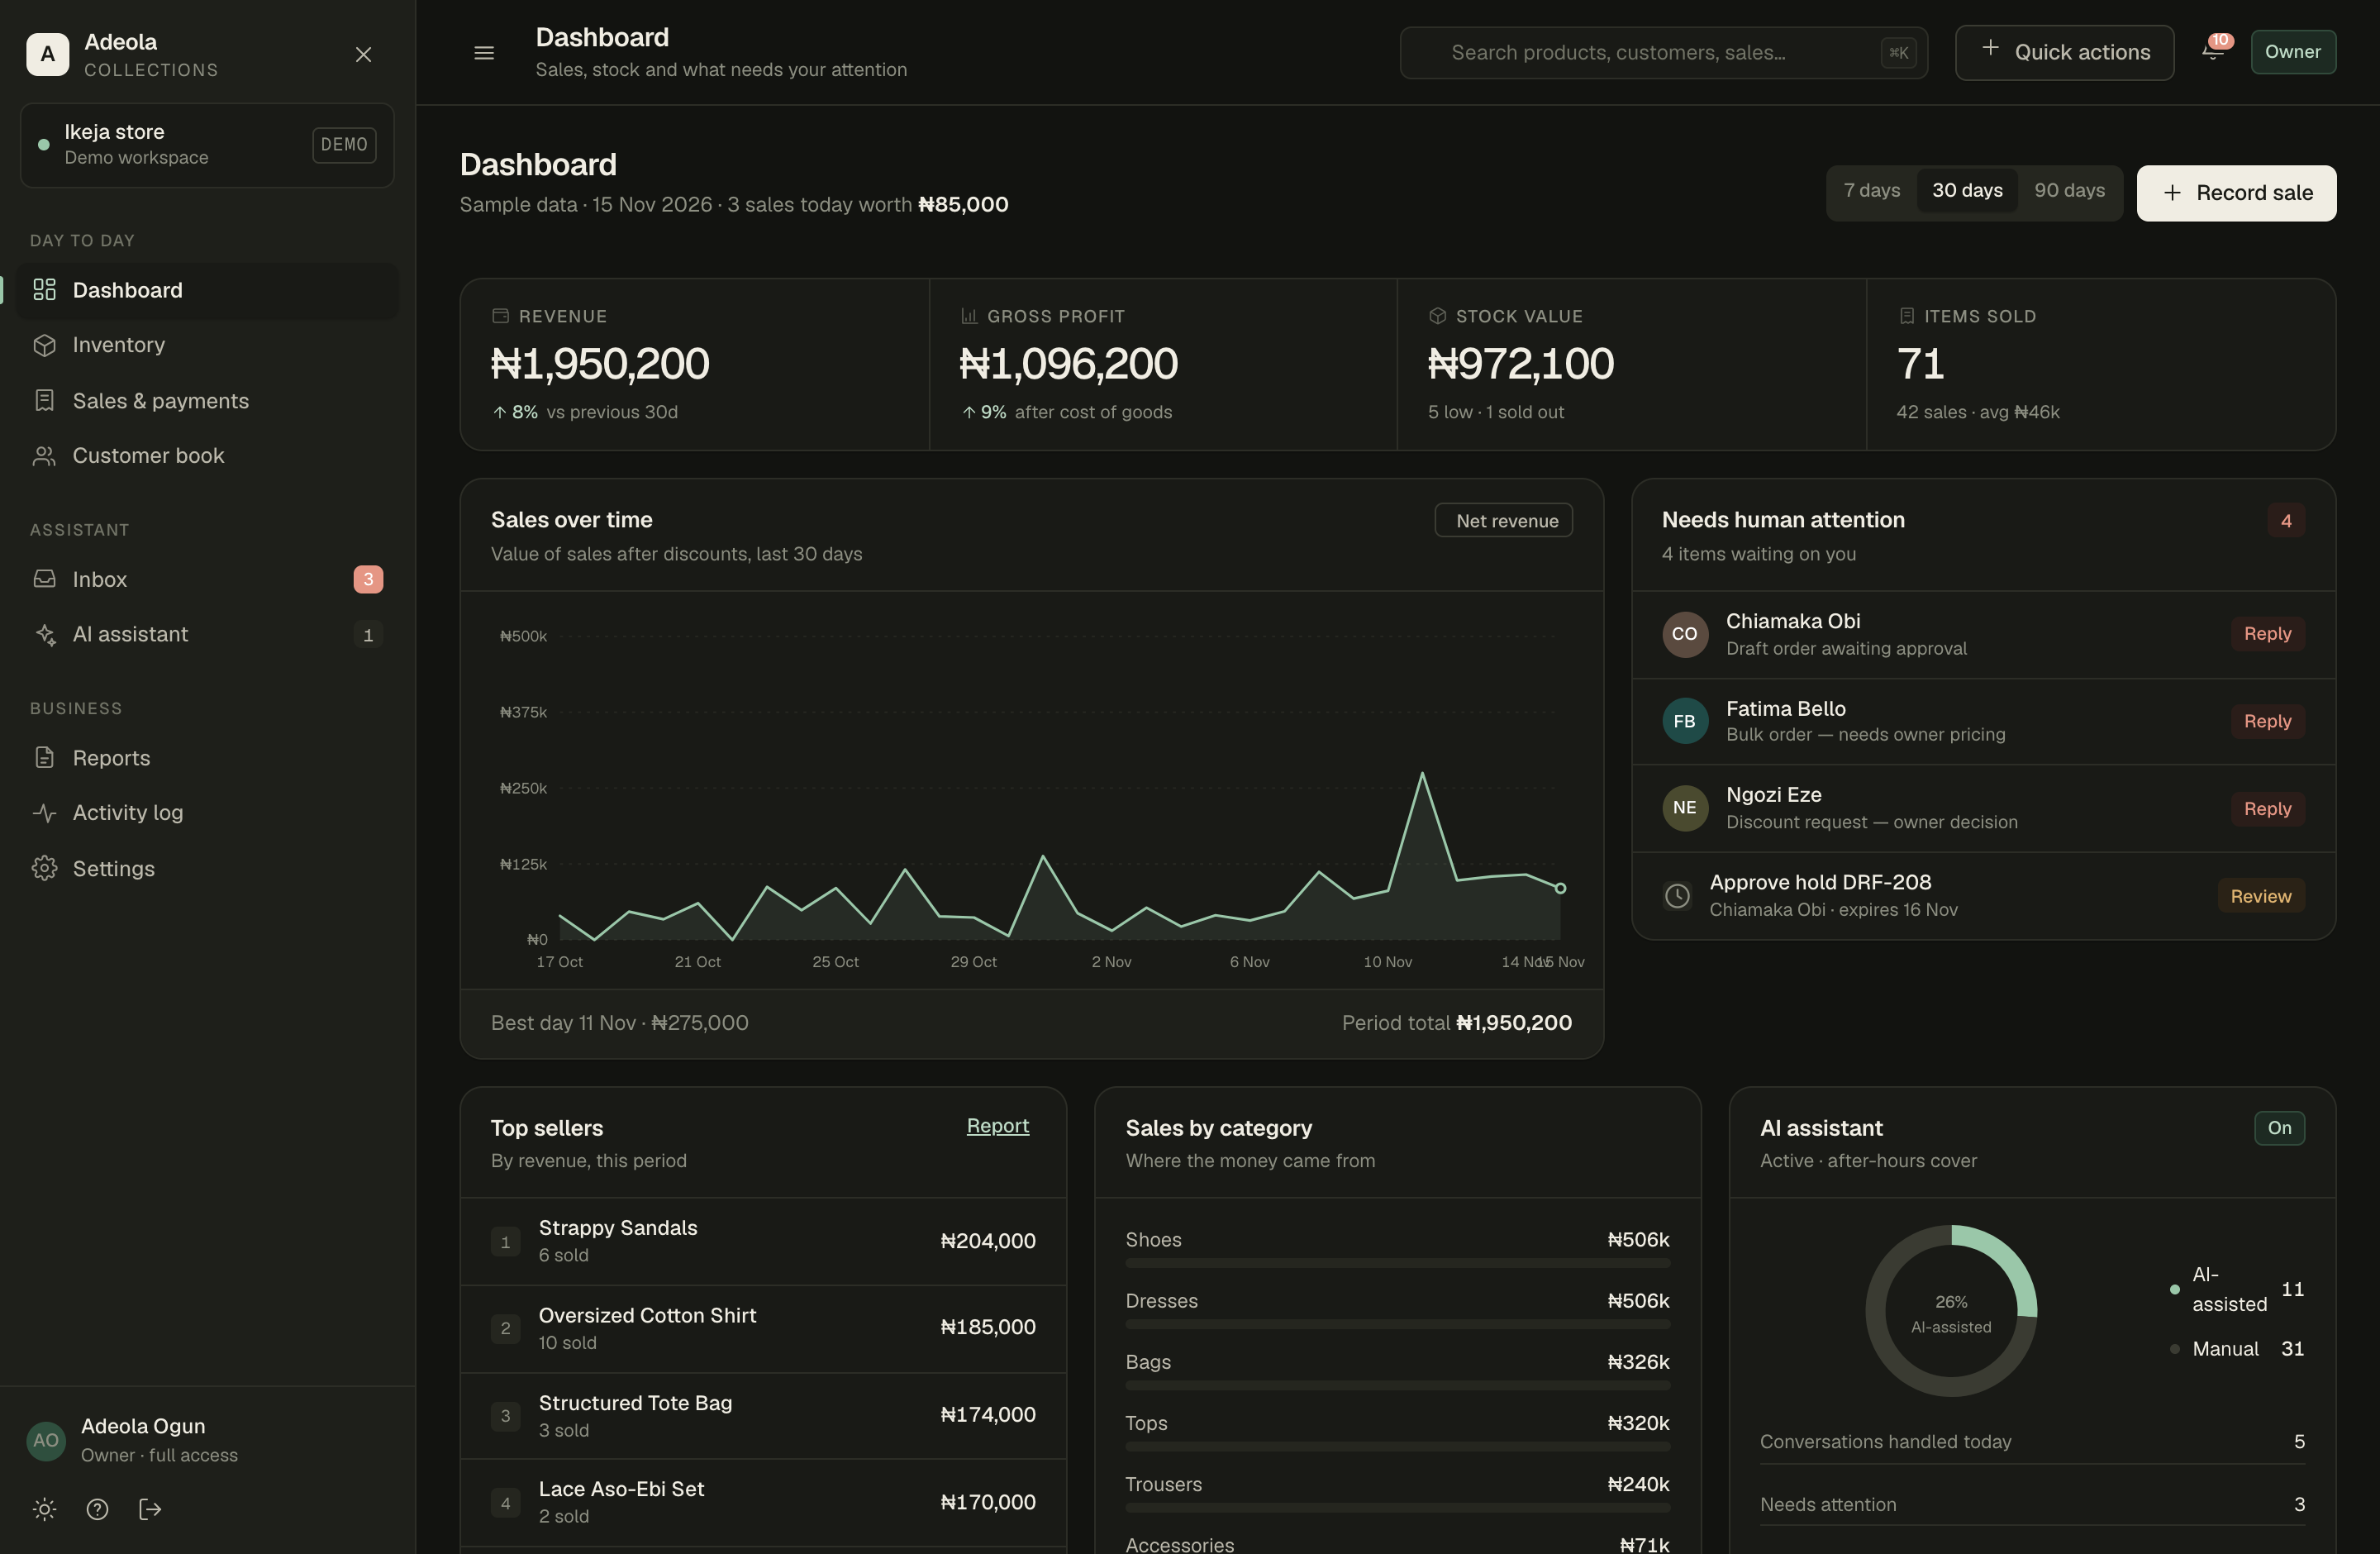 A
Adeola
COLLECTIONS
Ikeja store
Demo workspace
DEMO
DAY TO DAY
Dashboard
Inventory
Sales & payments
Customer book
ASSISTANT
Inbox
3
AI assistant
1
BUSINESS
Reports
Activity log
Settings
AO
Adeola Ogun
Owner · full access
Dashboard
Sales, stock and what needs your attention
Search products, customers, sales...
⌘K
Quick actions
10
Owner
Dashboard
Sample data · 15 Nov 2026 · 3 sales today worth ₦85,000
7 days
30 days
90 days
Record sale
REVENUE
₦1,950,200
↑ 8% vs previous 30d
GROSS PROFIT
₦1,096,200
↑ 9% after cost of goods
STOCK VALUE
₦972,100
5 low · 1 sold out
ITEMS SOLD
71
42 sales · avg ₦46k
Sales over time
Value of sales after discounts, last 30 days
Net revenue
₦500k
₦375k
₦250k
₦125k
₦0
17 Oct
21 Oct
25 Oct
29 Oct
2 Nov
6 Nov
10 Nov
14 Nov
15 Nov
Best day 11 Nov · ₦275,000
Period total ₦1,950,200
Needs human attention
4
4 items waiting on you
CO
Chiamaka Obi
Draft order awaiting approval
Reply
FB
Fatima Bello
Bulk order — needs owner pricing
Reply
NE
Ngozi Eze
Discount request — owner decision
Reply
Approve hold DRF-208
Chiamaka Obi · expires 16 Nov
Review
Top sellers
By revenue, this period
Report
1
Strappy Sandals
6 sold
₦204,000
2
Oversized Cotton Shirt
10 sold
₦185,000
3
Structured Tote Bag
3 sold
₦174,000
4
Lace Aso-Ebi Set
2 sold
₦170,000
Sales by category
Where the money came from
Shoes
₦506k
Dresses
₦506k
Bags
₦326k
Tops
₦320k
Trousers
₦240k
Accessories
₦71k
AI assistant
Active · after-hours cover
On
26%
AI-assisted
AI-
assisted
11
Manual
31
Conversations handled today
5
Needs attention
3